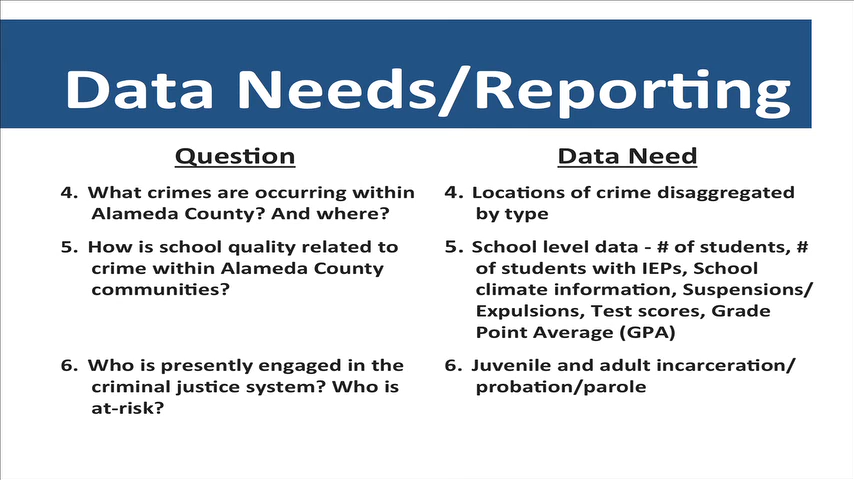 Data Needs/Reporting
Question
4. What crimes are occurring within
Alameda County? And where?
5. How is school quality related to
crime within Alameda County
communities?
6. Who is presently engaged in the
criminal justice system? Who is
at-risk?
Data Need
4. Locations of crime disaggregated
by type
5. School level data - # of students, #
of students with IEPs, School
climate information, Suspensions/
Expulsions, Test scores, Grade
Point Average (GPA)
6. Juvenile and adult incarceration/
probation/parole